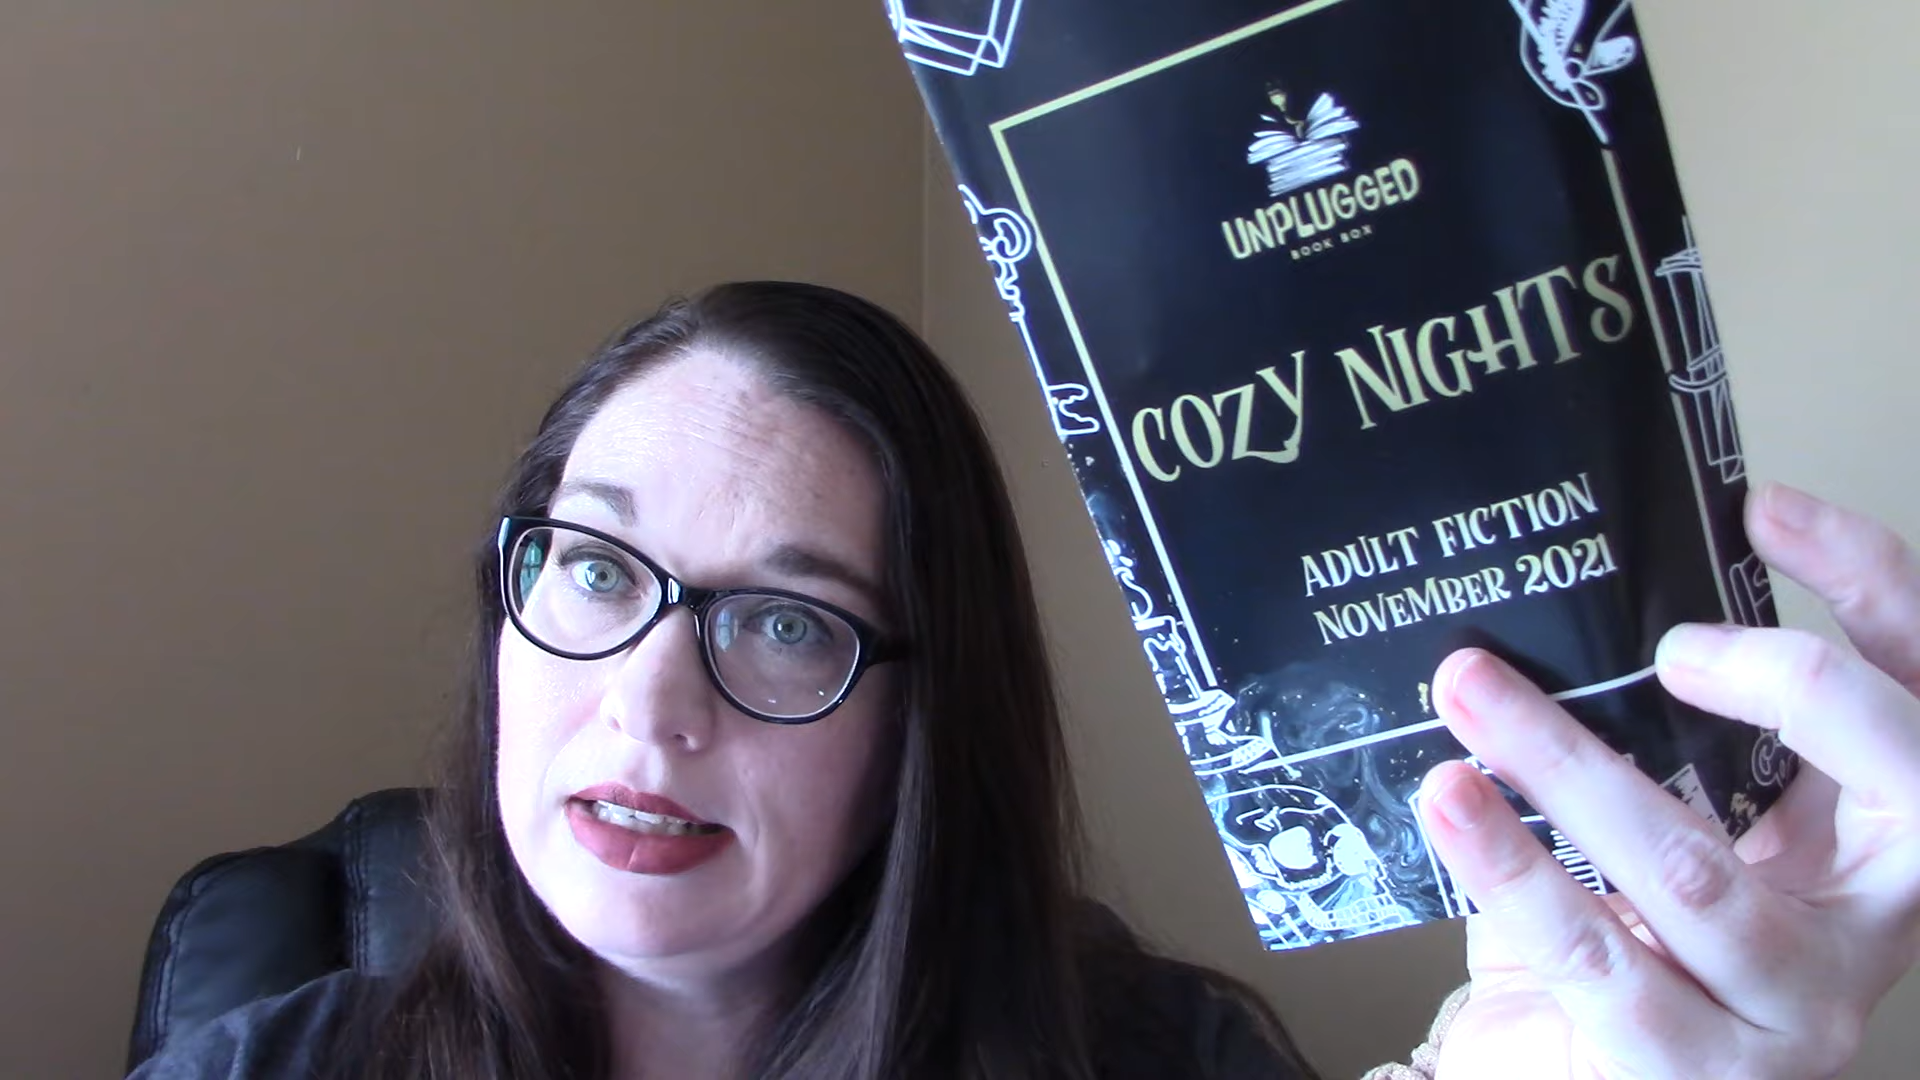 UNPLUGGED
BOOK BOX
COZY NIGHTS
ADULT FICTION
NOVEMBER 2021